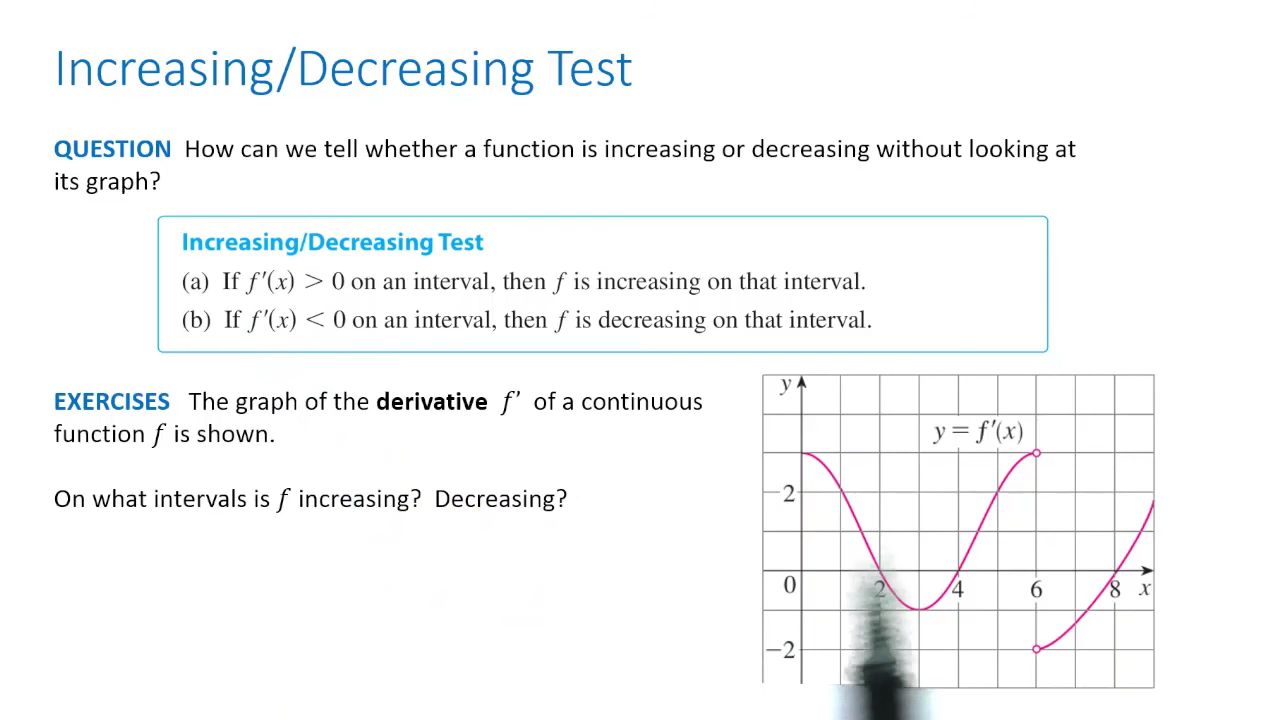 Increasing/Decreasing Test
QUESTION How can we tell whether a function is increasing or decreasing without looking at
its graph?
Increasing/Decreasing Test
(a) If f′(x) > 0 on an interval, then f is increasing on that interval.
(b) If f′(x) < 0 on an interval, then f is decreasing on that interval.
EXERCISES The graph of the derivative f’ of a continuous
function f is shown.
On what intervals is f increasing? Decreasing?
y
y = f′(x)
2
0 2 4 6 8 x
−2